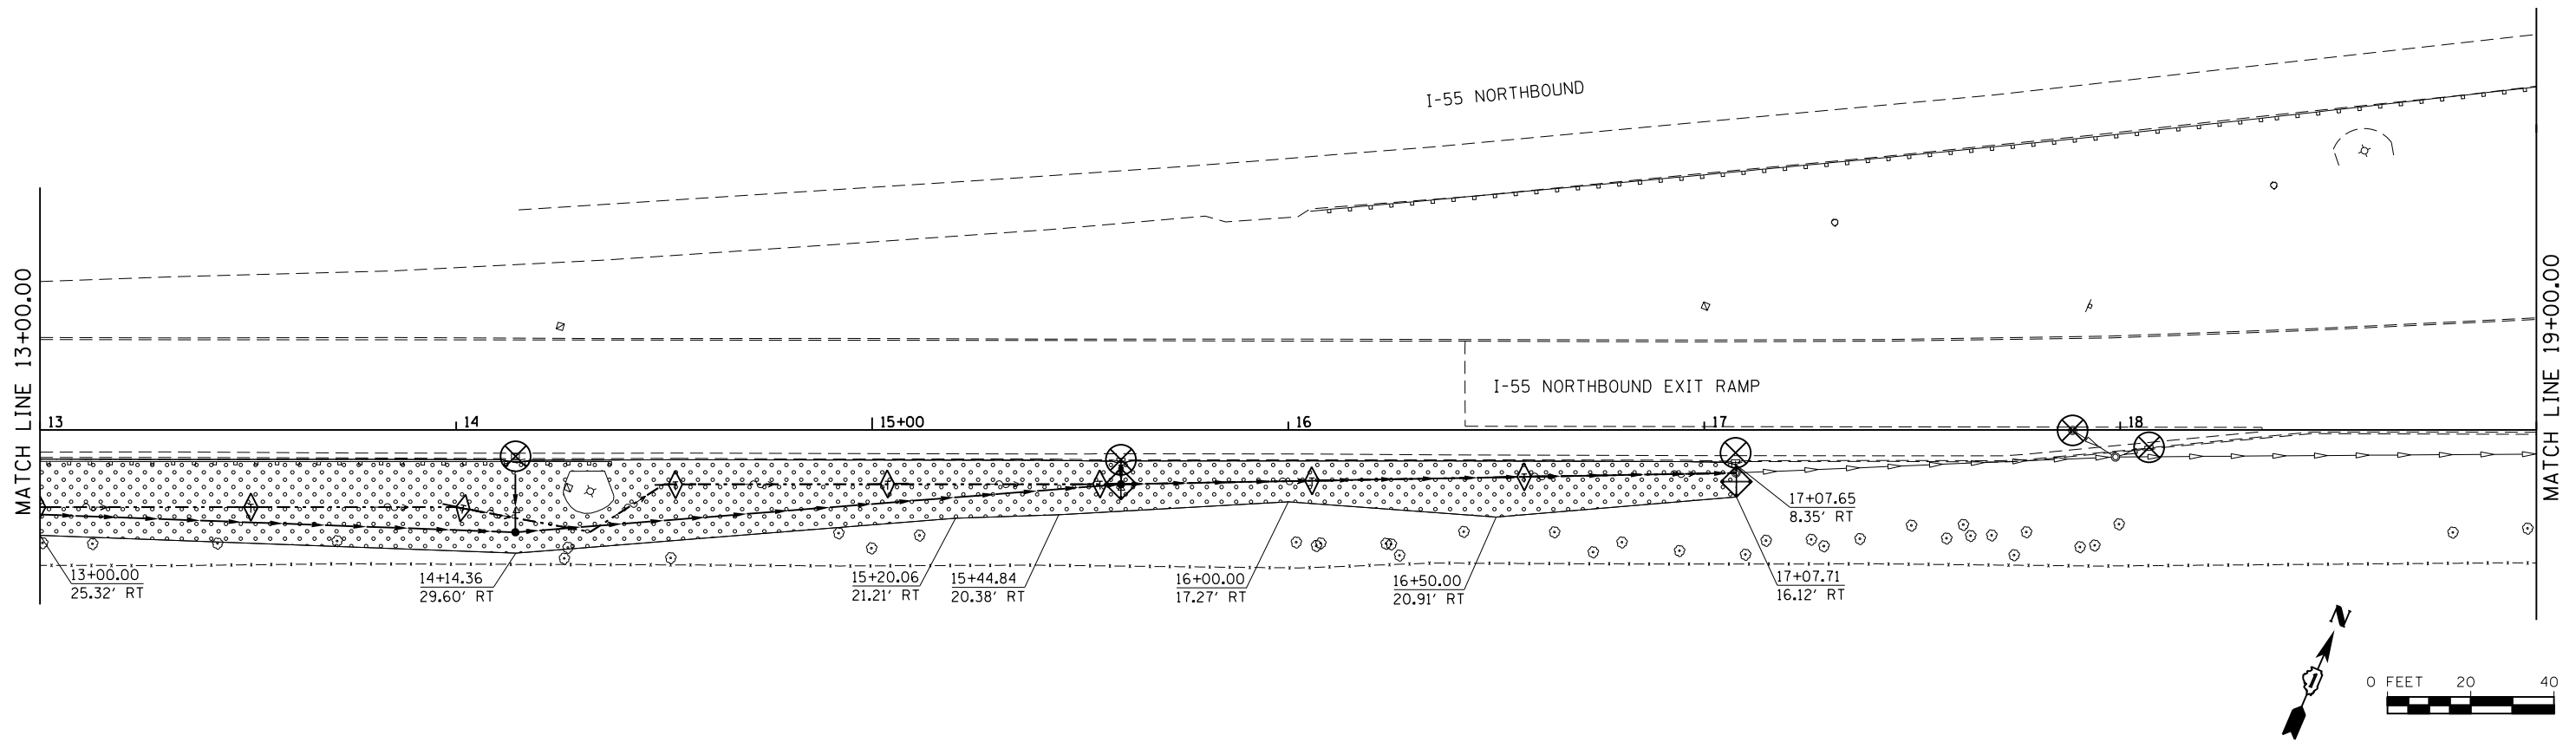 I-55 NORTHBOUND
MATCH LINE 13+00.00
MATCH LINE 19+00.00
I-55 NORTHBOUND EXIT RAMP
13
14
15+00
16
17
18
17+07.65
8.35' RT
13+00.00
25.32' RT
14+14.36
29.60' RT
15+20.06
21.21' RT
15+44.84
20.38' RT
16+00.00
17.27' RT
16+50.00
20.91' RT
17+07.71
16.12' RT
N
0 FEET 20 40